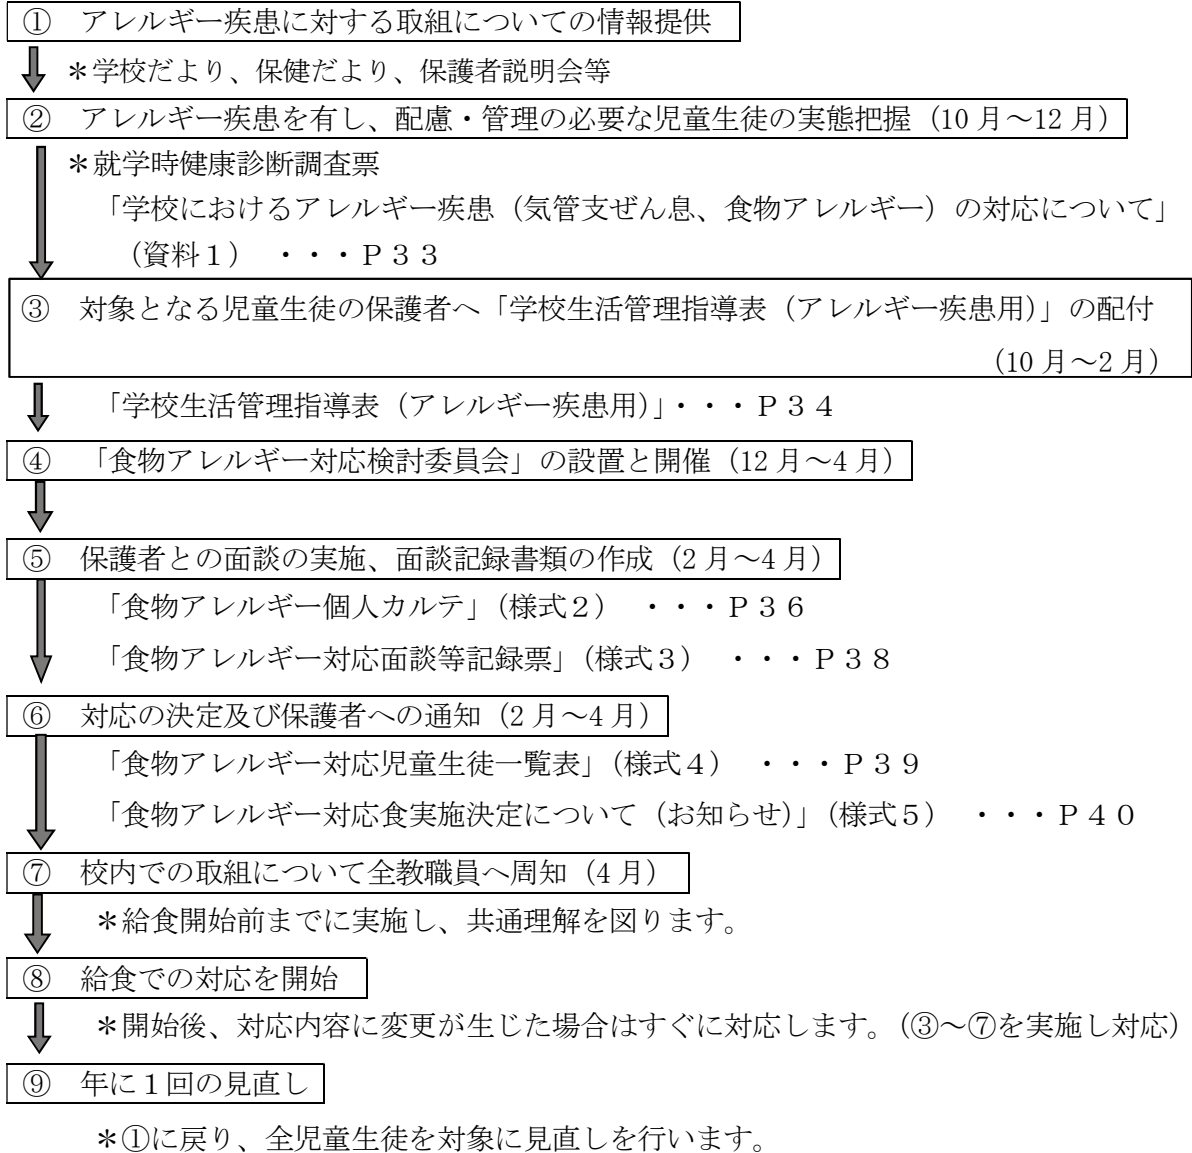 ①　アレルギー疾患に対する取組についての情報提供
＊学校だより、保健だより、保護者説明会等
②　アレルギー疾患を有し、配慮・管理の必要な児童生徒の実態把握（10月～12月）
＊就学時健康診断調査票
「学校におけるアレルギー疾患（気管支ぜん息、食物アレルギー）の対応について」
（資料１）　・・・Ｐ３３
③　対象となる児童生徒の保護者へ「学校生活管理指導表（アレルギー疾患用）」の配付
（10月～2月）
「学校生活管理指導表（アレルギー疾患用）」・・・Ｐ３４
④　「食物アレルギー対応検討委員会」の設置と開催（12月～4月）
⑤　保護者との面談の実施、面談記録書類の作成（2月～4月）
「食物アレルギー個人カルテ」（様式２）　・・・Ｐ３６
「食物アレルギー対応面談等記録票」（様式３）　・・・Ｐ３８
⑥　対応の決定及び保護者への通知（2月～4月）
「食物アレルギー対応児童生徒一覧表」（様式４）　・・・Ｐ３９
「食物アレルギー対応食実施決定について（お知らせ）」（様式５）　・・・Ｐ４０
⑦　校内での取組について全教職員へ周知（4月）
＊給食開始前までに実施し、共通理解を図ります。
⑧　給食での対応を開始
＊開始後、対応内容に変更が生じた場合はすぐに対応します。（③～⑦を実施し対応）
⑨　年に１回の見直し
＊①に戻り、全児童生徒を対象に見直しを行います。